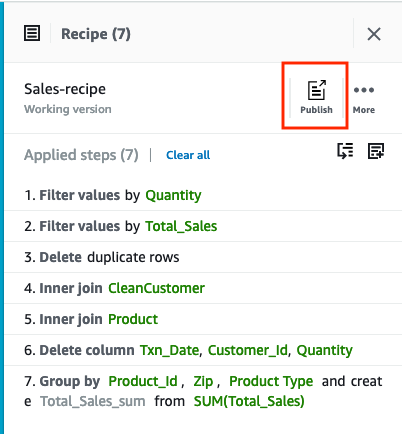 Recipe (7)
Sales-recipe
Working version
Publish
More
Applied steps (7)
Clear all
1. Filter values by Quantity
2. Filter values by Total_Sales
3. Delete duplicate rows
4. Inner join CleanCustomer
5. Inner join Product
6. Delete column Txn_Date, Customer_Id, Quantity
7. Group by Product_Id , Zip , Product Type and creat
e Total_Sales_sum from SUM(Total_Sales)